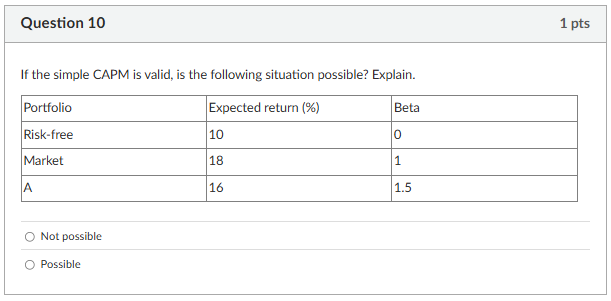 Question 10 1 pts
If the simple CAPM is valid, is the following situation possible? Explain.
Portfolio Expected return (%) Beta
Risk-free 10 0
Market 18 1
A 16 1.5
Not possible
Possible